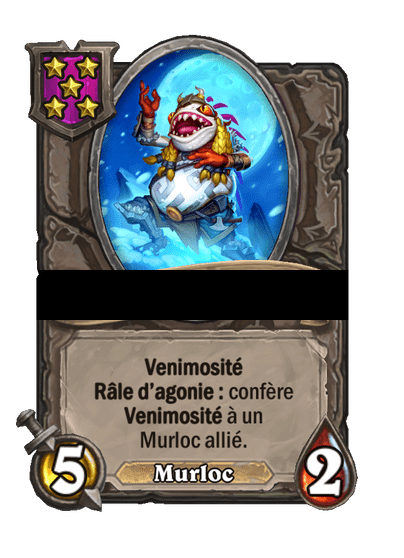 Venimosité
Râle d'agonie : confère
Venimosité à un
Murloc allié.
5
Murloc
2